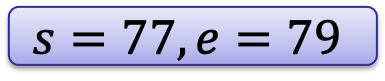 s = 77, e = 79